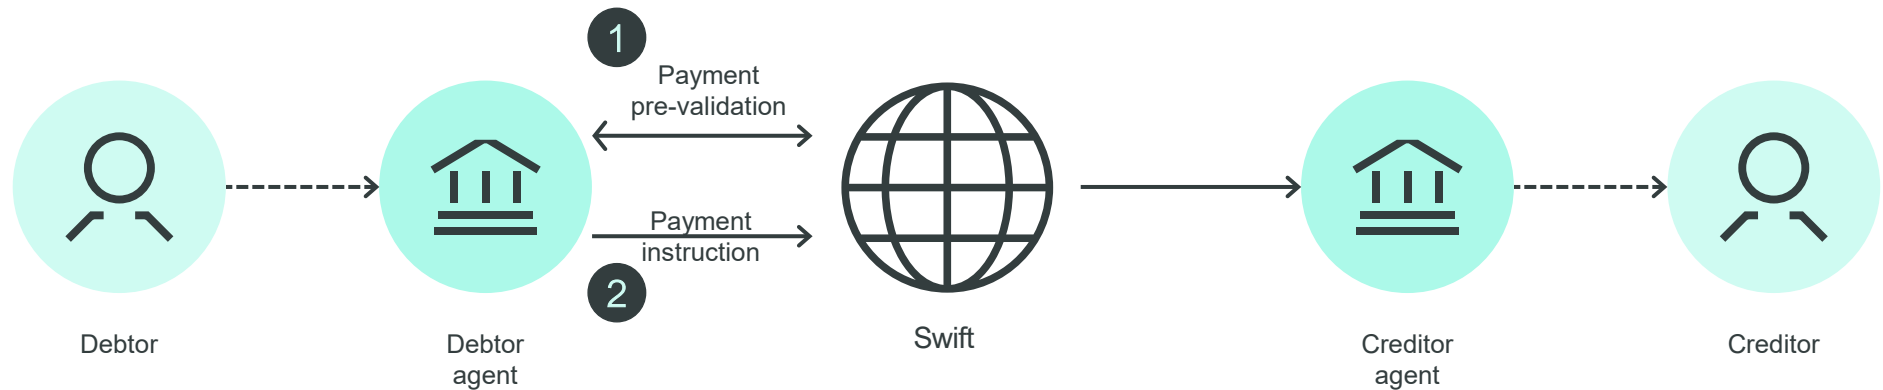 1
Payment
pre-validation
Payment
instruction
2
Debtor
Debtor
agent
Swift
Creditor
agent
Creditor